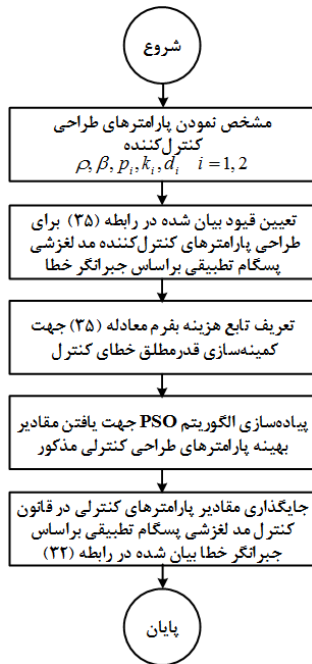 شروع
مشخص نمودن پارامترهای طراحی
کنترل‌کننده
ρ, β, p_i, k_i, d_i   i = 1, 2
تعیین قیود بیان شده در رابطه (۳۵) برای
طراحی پارامترهای کنترل‌کننده مد لغزشی
پسگام تطبیقی براساس جبرانگر خطا
تعریف تابع هزینه بفرم معادله (۳۵) جهت
کمینه‌سازی قدرمطلق خطای کنترل
پیاده‌سازی الگوریتم PSO جهت یافتن مقادیر
بهینه پارامترهای طراحی کنترلی مذکور
جایگذاری مقادیر پارامترهای کنترلی در قانون
کنترل مد لغزشی پسگام تطبیقی براساس
جبرانگر خطا بیان شده در رابطه (۳۲)
پایان